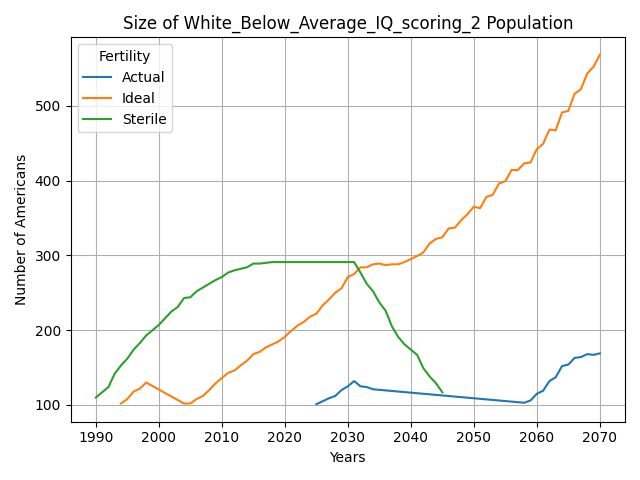 Size of White_Below_Average_IQ_scoring_2 Population
Fertility
Actual
Ideal
Sterile
Number of Americans
500
400
300
200
100
1990 2000 2010 2020 2030 2040 2050 2060 2070
Years